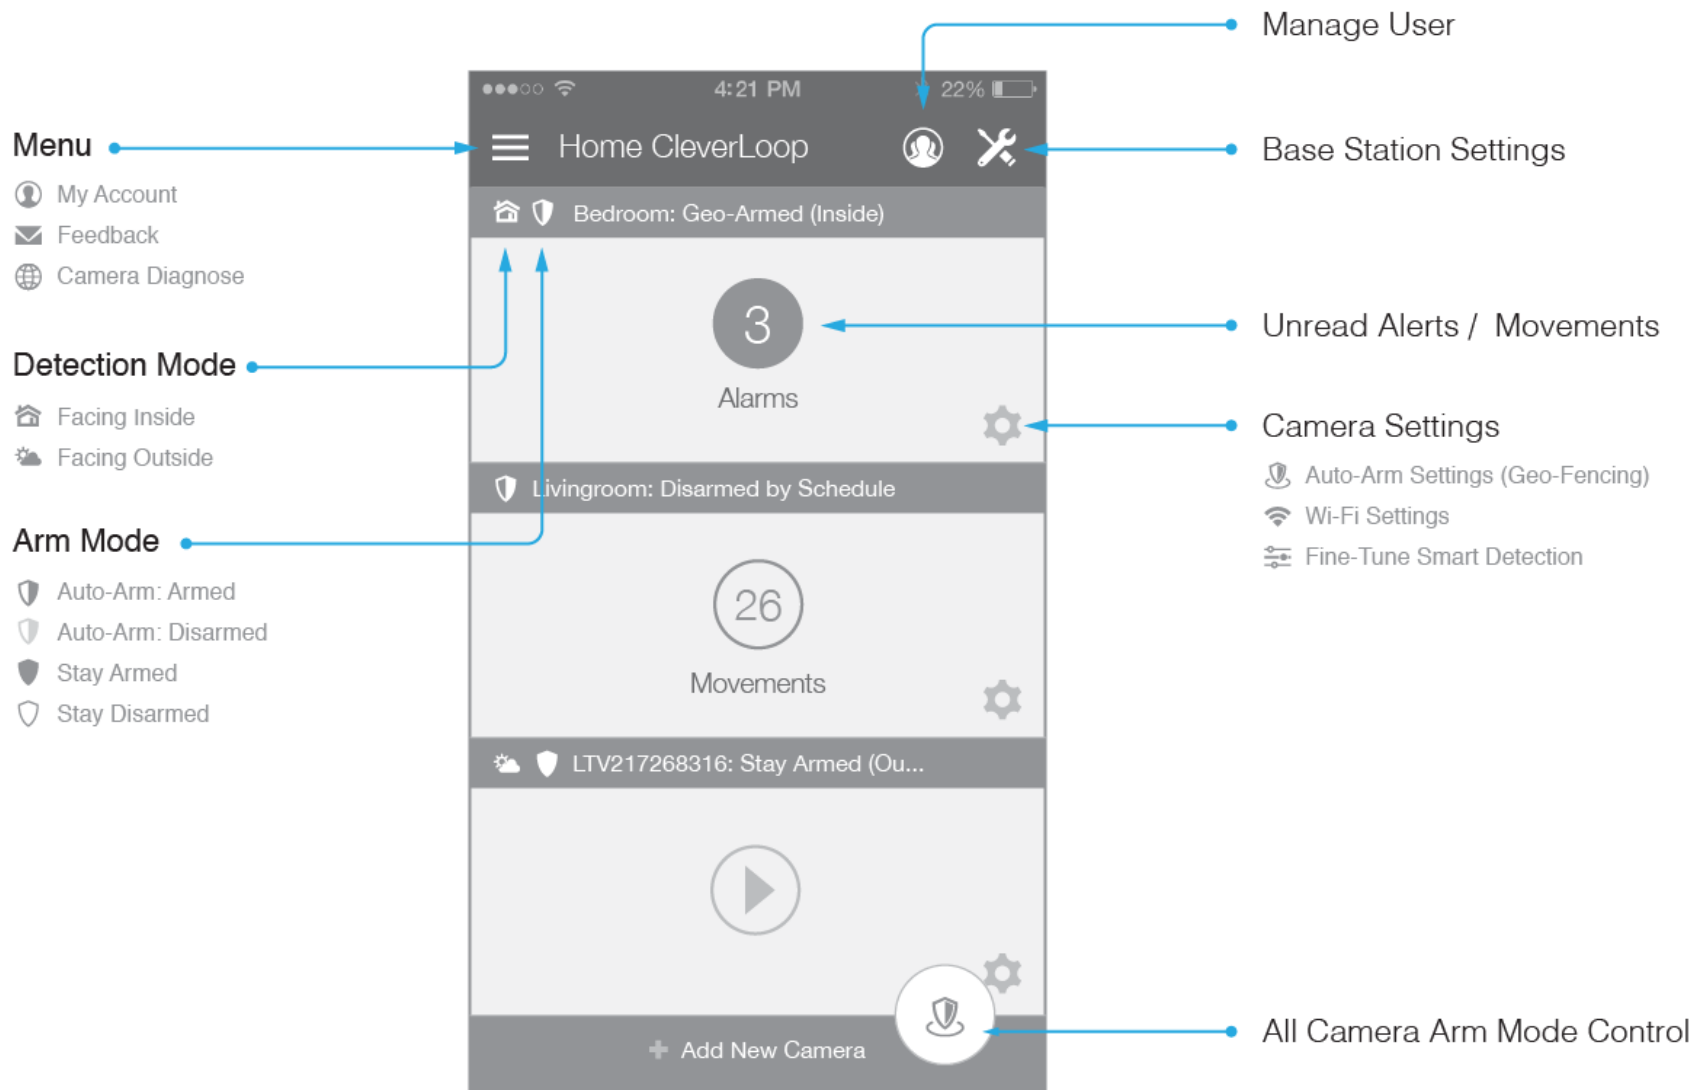 Manage User
4:21 PM
22%
Menu
Home CleverLoop
Base Station Settings
My Account
Bedroom: Geo-Armed (Inside)
Feedback
Camera Diagnose
3
Unread Alerts / Movements
Detection Mode
Alarms
Facing Inside
Camera Settings
Facing Outside
Auto-Arm Settings (Geo-Fencing)
Livingroom: Disarmed by Schedule
Wi-Fi Settings
Arm Mode
Fine-Tune Smart Detection
Auto-Arm: Armed
26
Auto-Arm: Disarmed
Stay Armed
Movements
Stay Disarmed
LTV217268316: Stay Armed (Ou...
All Camera Arm Mode Control
Add New Camera